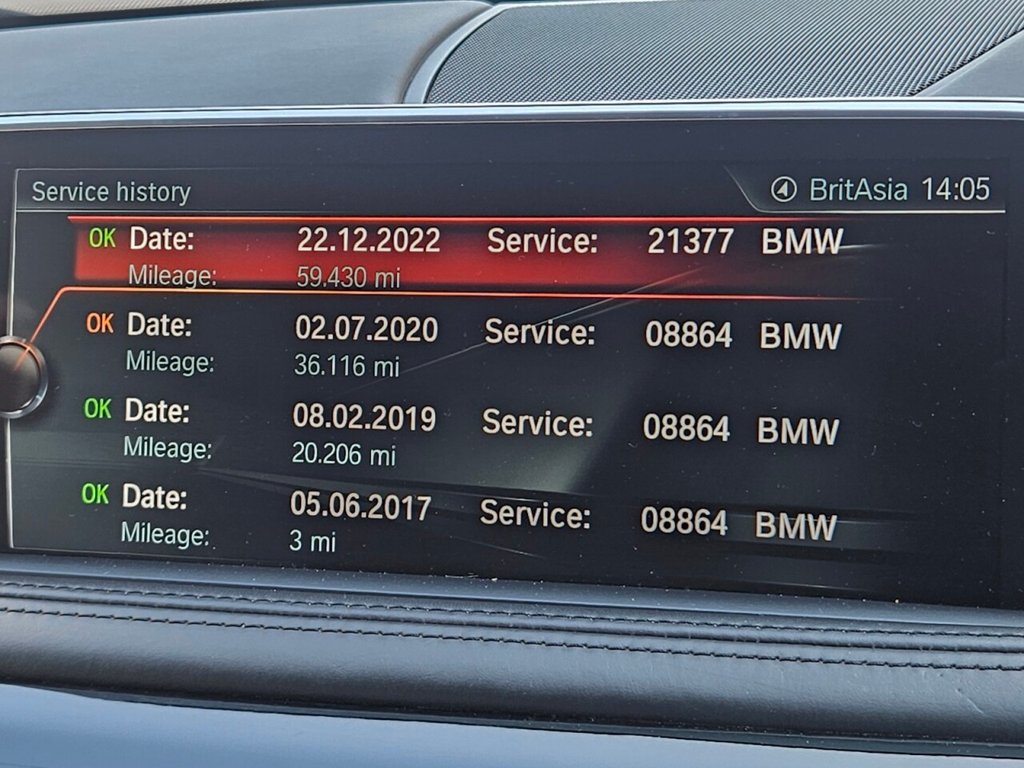 Service history BritAsia 14:05
OK Date: 22.12.2022 Service: 21377 BMW
Mileage: 59.430 mi
OK Date: 02.07.2020 Service: 08864 BMW
Mileage: 36.116 mi
OK Date: 08.02.2019 Service: 08864 BMW
Mileage: 20.206 mi
OK Date: 05.06.2017 Service: 08864 BMW
Mileage: 3 mi